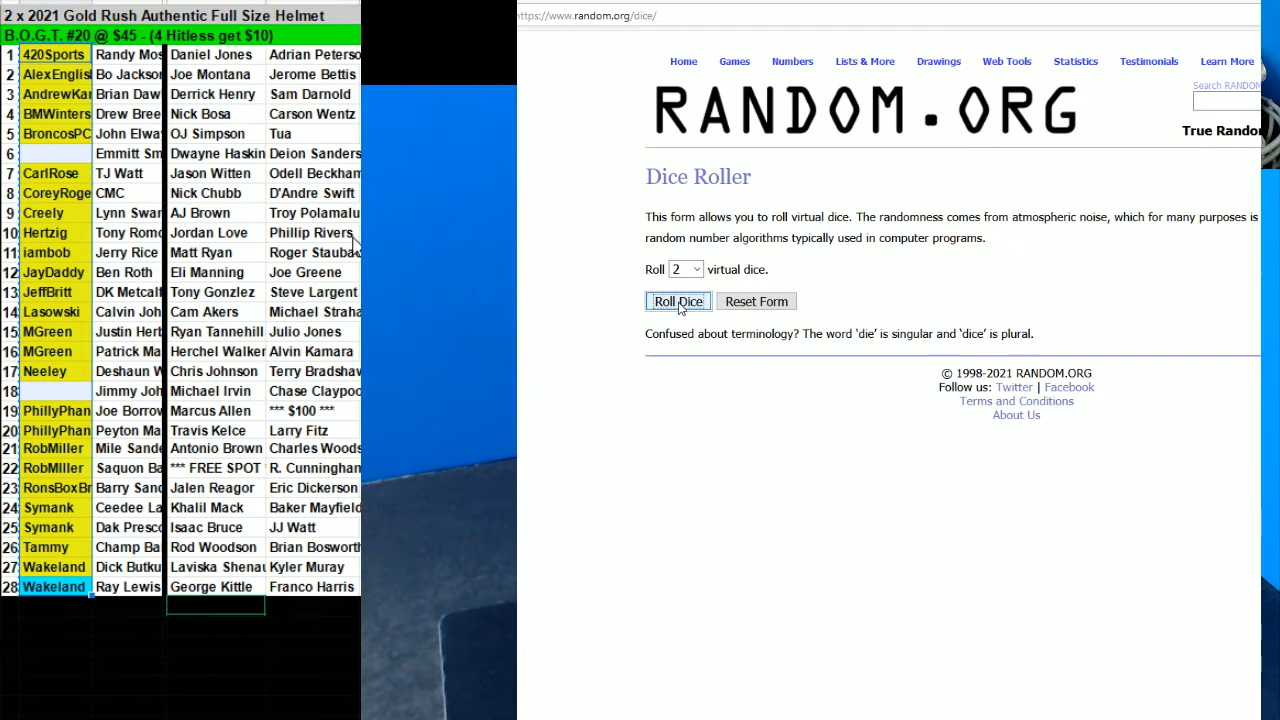 2 x 2021 Gold Rush Authentic Full Size Helmet
B.O.G.T. #20 @ $45 - (4 Hitless get $10)
1 420Sports Randy Mos Daniel Jones Adrian Peterso
2 AlexEnglis Bo Jackson Joe Montana Jerome Bettis
3 AndrewKar Brian Daw Derrick Henry Sam Darnold
4 BMWinters Drew Bree Nick Bosa Carson Wentz
5 BroncosPC John Elwa OJ Simpson Tua
6 Emmitt Sm Dwayne Haskin Deion Sanders
7 CarlRose TJ Watt Jason Witten Odell Beckham
8 CoreyRoge CMC Nick Chubb D'Andre Swift
9 Creely Lynn Swar AJ Brown Troy Polamalu
10 Hertzig Tony Romo Jordan Love Phillip Rivers
11 iambob Jerry Rice Matt Ryan Roger Stauba
12 JayDaddy Ben Roth Eli Manning Joe Greene
13 JeffBritt DK Metcalf Tony Gonzlez Steve Largent
14 Lasowski Calvin Joh Cam Akers Michael Straha
15 MGreen Justin Herb Ryan Tannehill Julio Jones
16 MGreen Patrick Ma Herchel Walker Alvin Kamara
17 Neeley Deshaun W Chris Johnson Terry Bradshav
18 Jimmy Joh Michael Irvin Chase Claypoo
19 PhillyPhan Joe Borrow Marcus Allen *** $100 ***
20 PhillyPhan Peyton Ma Travis Kelce Larry Fitz
21 RobMiller Mile Sande Antonio Brown Charles Woods
22 RobMIller Saquon Ba *** FREE SPOT R. Cunningham
23 RonsBoxBr Barry Sand Jalen Reagor Eric Dickerson
24 Symank Ceedee La Khalil Mack Baker Mayfield
25 Symank Dak Presco Isaac Bruce JJ Watt
26 Tammy Champ Ba Rod Woodson Brian Boswort
27 Wakeland Dick Butku Laviska Shenau Kyler Muray
28 Wakeland Ray Lewis George Kittle Franco Harris
https://www.random.org/dice/
Home Games Numbers Lists & More Drawings Web Tools Statistics Testimonials Learn More
Search RANDOM
RANDOM.ORG
True Rando
Dice Roller
This form allows you to roll virtual dice. The randomness comes from atmospheric noise, which for many purposes is
random number algorithms typically used in computer programs.
Roll 2 virtual dice.
Roll Dice Reset Form
Confused about terminology? The word ‘die’ is singular and ‘dice’ is plural.
© 1998-2021 RANDOM.ORG
Follow us: Twitter | Facebook
Terms and Conditions
About Us